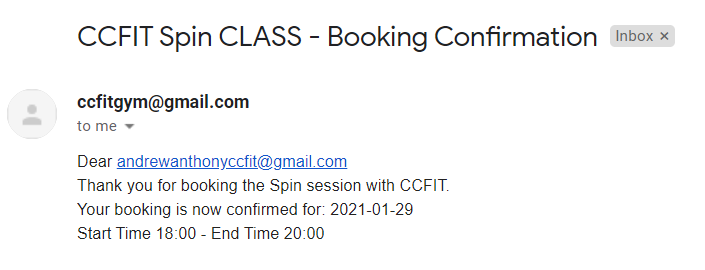 CCFIT Spin CLASS - Booking Confirmation Inbox ×
ccfitgym@gmail.com
to me
Dear andrewanthonyccfit@gmail.com
Thank you for booking the Spin session with CCFIT.
Your booking is now confirmed for: 2021-01-29
Start Time 18:00 - End Time 20:00